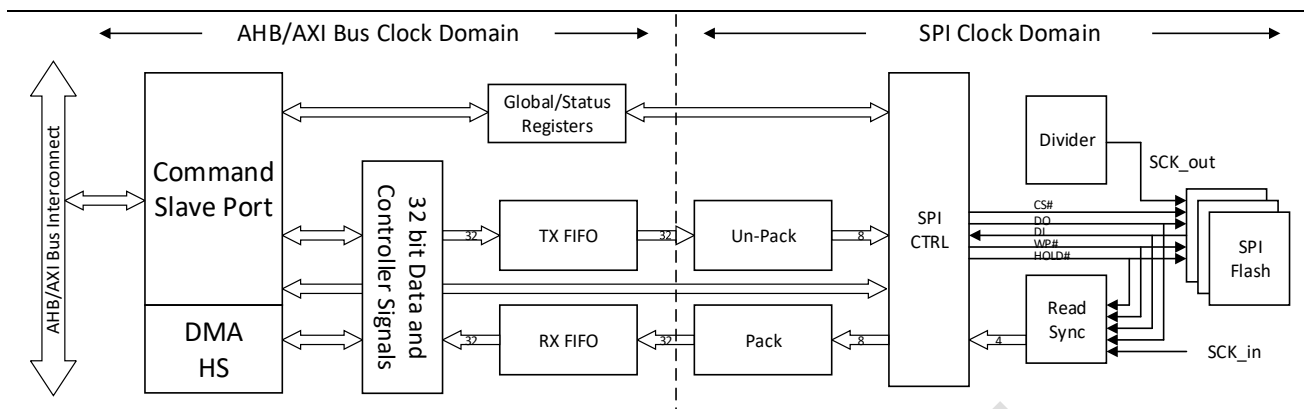 AHB/AXI Bus Clock Domain
SPI Clock Domain
AHB/AXI Bus Interconnect
Command
Slave Port
DMA
HS
Global/Status
Registers
32 bit Data and
Controller Signals
32
TX FIFO
32
Un-Pack
8
32
RX FIFO
32
Pack
8
SPI
CTRL
Divider
SCK_out
CS#
DO
DI
WP#
HOLD#
SPI
Flash
4
Read
Sync
SCK_in